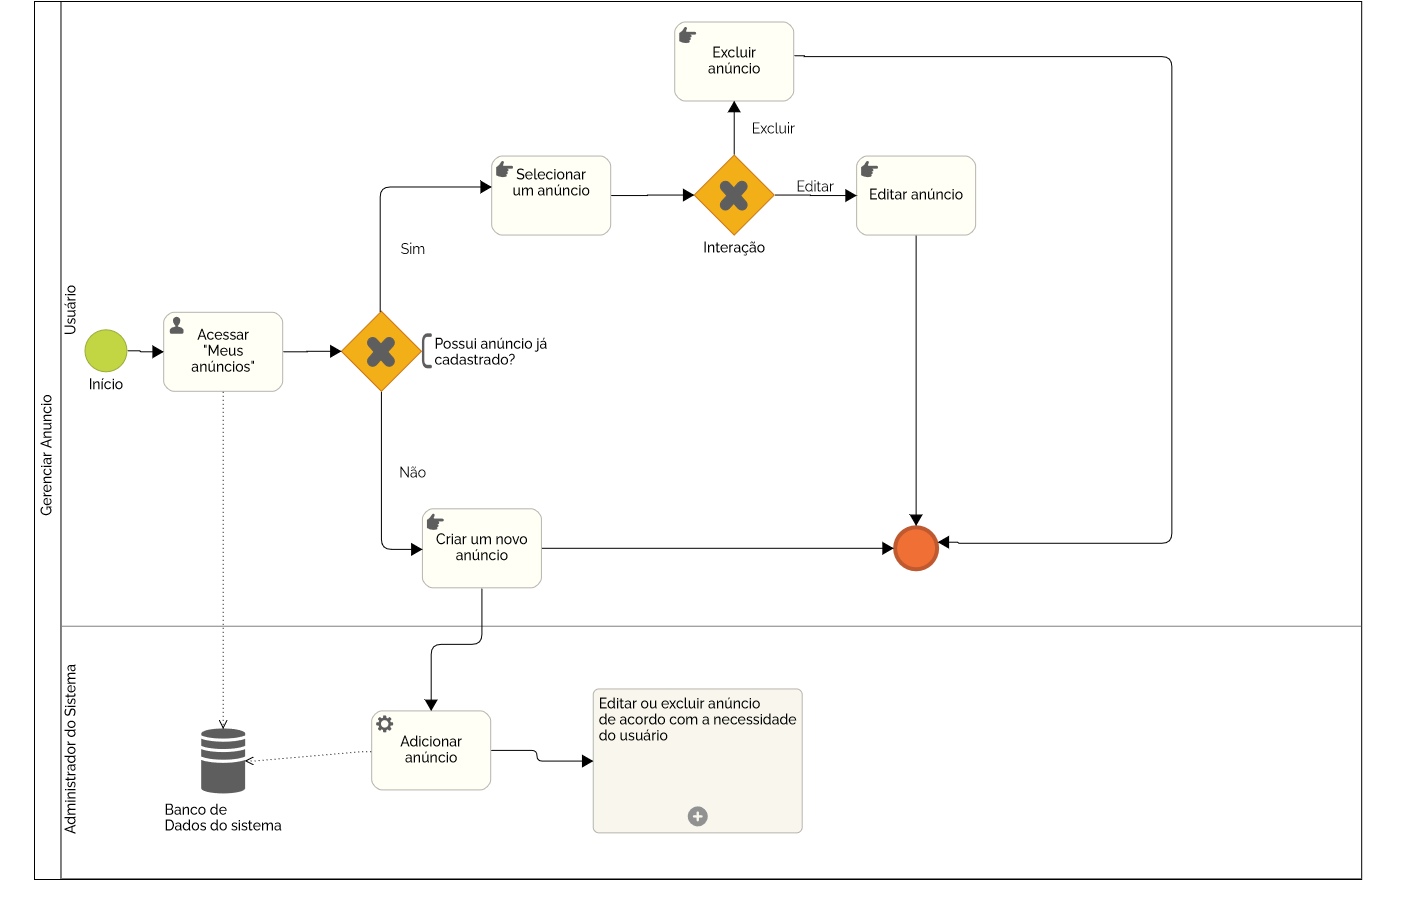 Gerenciar Anuncio
Usuário
Início
Acessar
"Meus
anúncios"
Possui anúncio já
cadastrado?
Sim
Não
Selecionar
um anúncio
Interação
Excluir
Excluir
anúncio
Editar
Editar anúncio
Criar um novo
anúncio
Administrador do Sistema
Banco de
Dados do sistema
Adicionar
anúncio
Editar ou excluir anúncio
de acordo com a necessidade
do usuário